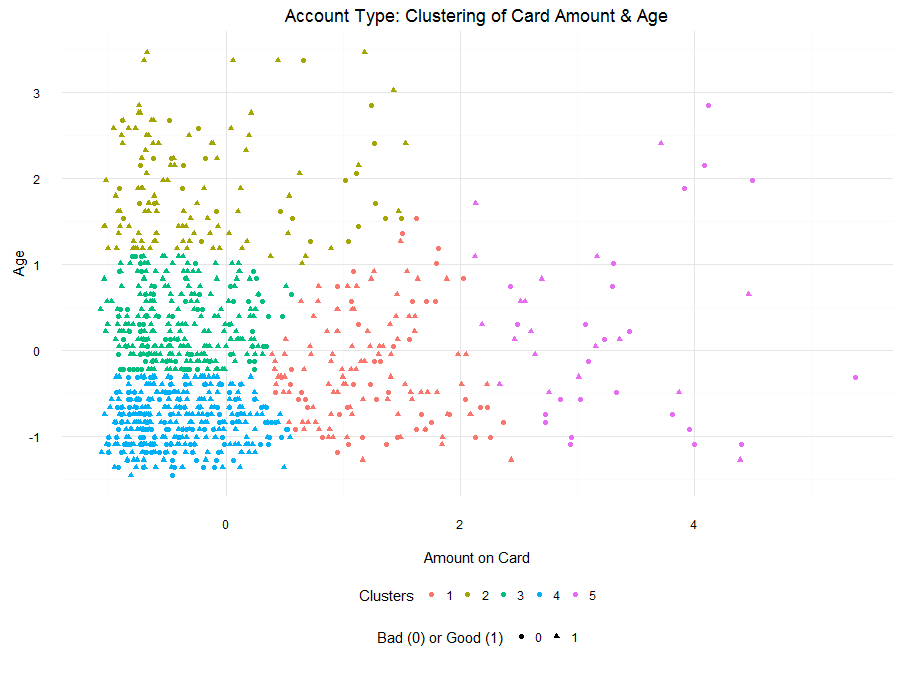 Account Type: Clustering of Card Amount & Age
3
2
1
0
-1
Age
0 2 4
Amount on Card
Clusters 1 2 3 4 5
Bad (0) or Good (1) 0 1